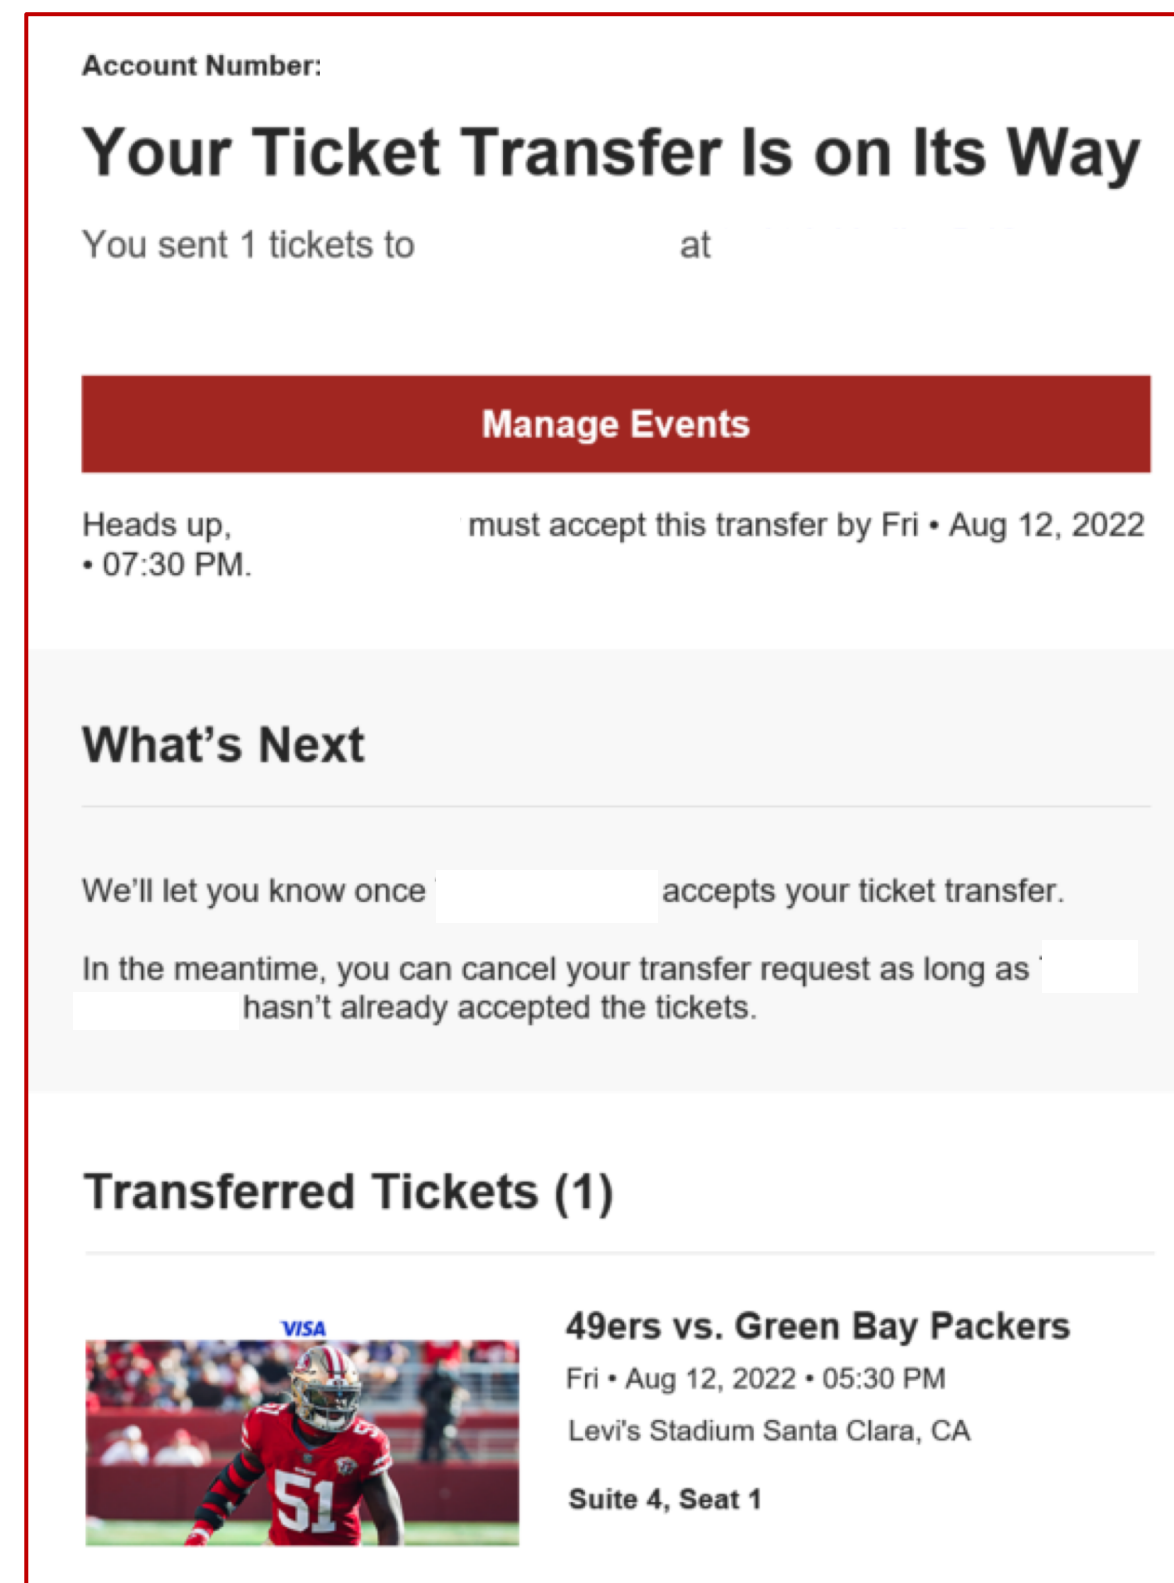 Account Number:
Your Ticket Transfer Is on Its Way
You sent 1 tickets to at
Manage Events
Heads up, must accept this transfer by Fri • Aug 12, 2022
• 07:30 PM.
What's Next
We'll let you know once accepts your ticket transfer.
In the meantime, you can cancel your transfer request as long as
hasn't already accepted the tickets.
Transferred Tickets (1)
VISA
49ers vs. Green Bay Packers
Fri • Aug 12, 2022 • 05:30 PM
Levi's Stadium Santa Clara, CA
Suite 4, Seat 1
51
51